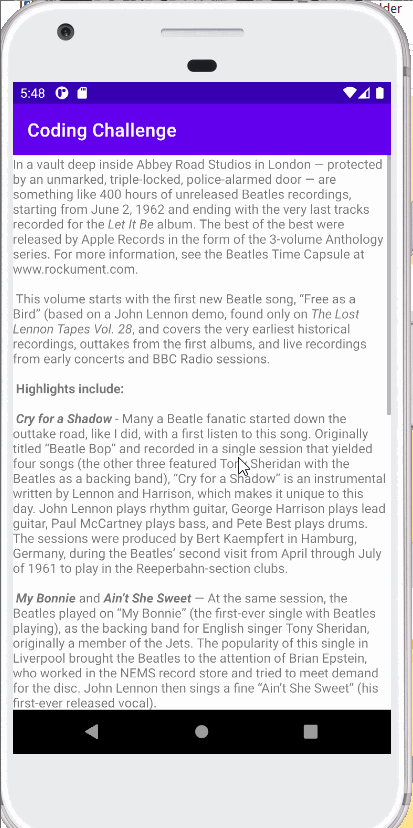 der
5:48
Coding Challenge
In a vault deep inside Abbey Road Studios in London — protected
by an unmarked, triple-locked, police-alarmed door — are
something like 400 hours of unreleased Beatles recordings,
starting from June 2, 1962 and ending with the very last tracks
recorded for the Let It Be album. The best of the best were
released by Apple Records in the form of the 3-volume Anthology
series. For more information, see the Beatles Time Capsule at
www.rockument.com.
This volume starts with the first new Beatle song, “Free as a
Bird” (based on a John Lennon demo, found only on The Lost
Lennon Tapes Vol. 28, and covers the very earliest historical
recordings, outtakes from the first albums, and live recordings
from early concerts and BBC Radio sessions.
Highlights include:
Cry for a Shadow - Many a Beatle fanatic started down the
outtake road, like I did, with a first listen to this song. Originally
titled “Beatle Bop” and recorded in a single session that yielded
four songs (the other three featured Tony Sheridan with the
Beatles as a backing band), “Cry for a Shadow” is an instrumental
written by Lennon and Harrison, which makes it unique to this
day. John Lennon plays rhythm guitar, George Harrison plays lead
guitar, Paul McCartney plays bass, and Pete Best plays drums.
The sessions were produced by Bert Kaempfert in Hamburg,
Germany, during the Beatles’ second visit from April through July
of 1961 to play in the Reeperbahn-section clubs.
My Bonnie and Ain’t She Sweet — At the same session, the
Beatles played on “My Bonnie” (the first-ever single with Beatles
playing), as the backing band for English singer Tony Sheridan,
originally a member of the Jets. The popularity of this single in
Liverpool brought the Beatles to the attention of Brian Epstein,
who worked in the NEMS record store and tried to meet demand
for the disc. John Lennon then sings a fine “Ain’t She Sweet” (his
first-ever released vocal).